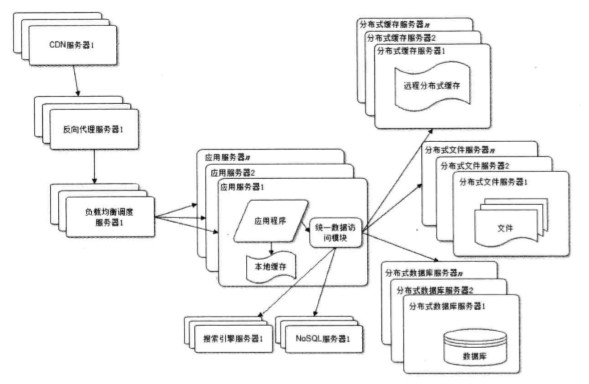 CDN服务器1
反向代理服务器1
负载均衡调度
服务器1
应用服务器n
应用服务器2
应用服务器1
应用程序
本地缓存
统一数据访
问模块
搜索引擎服务器1
NoSQL服务器1
分布式缓存服务器n
分布式缓存服务器2
分布式缓存服务器1
远程分布式缓存
分布式文件服务器n
分布式文件服务器2
分布式文件服务器1
文件
分布式数据库服务器n
分布式数据库服务器2
分布式数据库服务器1
数据库